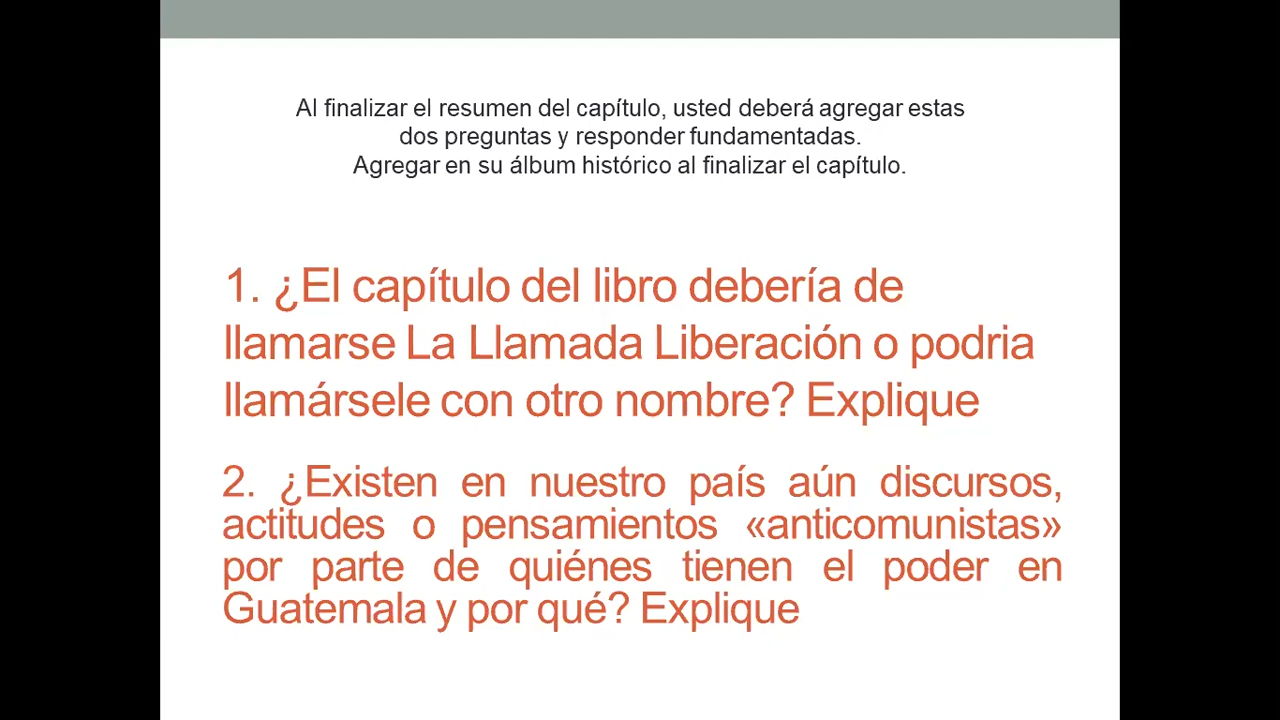 Al finalizar el resumen del capítulo, usted deberá agregar estas
dos preguntas y responder fundamentadas.
Agregar en su álbum histórico al finalizar el capítulo.
1. ¿El capítulo del libro debería de
llamarse La Llamada Liberación o podria
llamársele con otro nombre? Explique
2. ¿Existen en nuestro país aún discursos,
actitudes o pensamientos «anticomunistas»
por parte de quiénes tienen el poder en
Guatemala y por qué? Explique